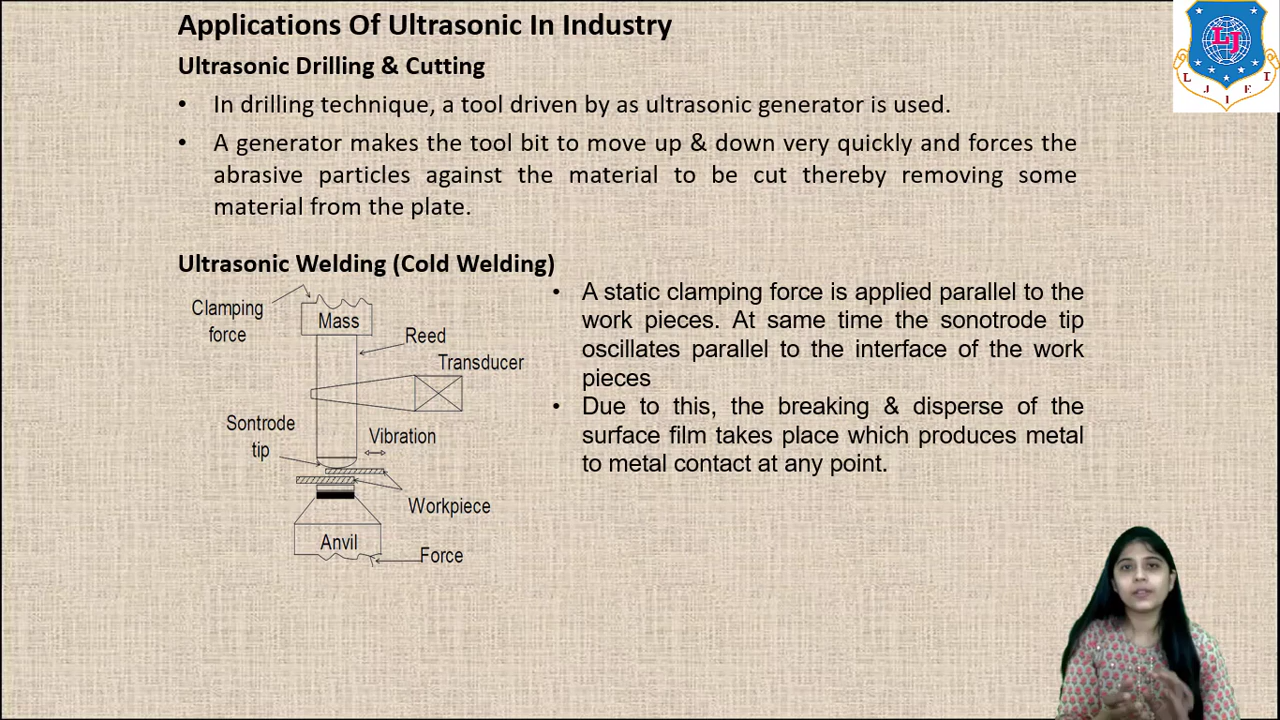 Applications Of Ultrasonic In Industry
Ultrasonic Drilling & Cutting
• In drilling technique, a tool driven by as ultrasonic generator is used.
• A generator makes the tool bit to move up & down very quickly and forces the
abrasive particles against the material to be cut thereby removing some
material from the plate.
Ultrasonic Welding (Cold Welding)
Clamping
force
Mass
Reed
Transducer
Sontrode
tip
Vibration
Workpiece
Anvil
Force
• A static clamping force is applied parallel to the
work pieces. At same time the sonotrode tip
oscillates parallel to the interface of the work
pieces
• Due to this, the breaking & disperse of the
surface film takes place which produces metal
to metal contact at any point.
LJ
L J I E T